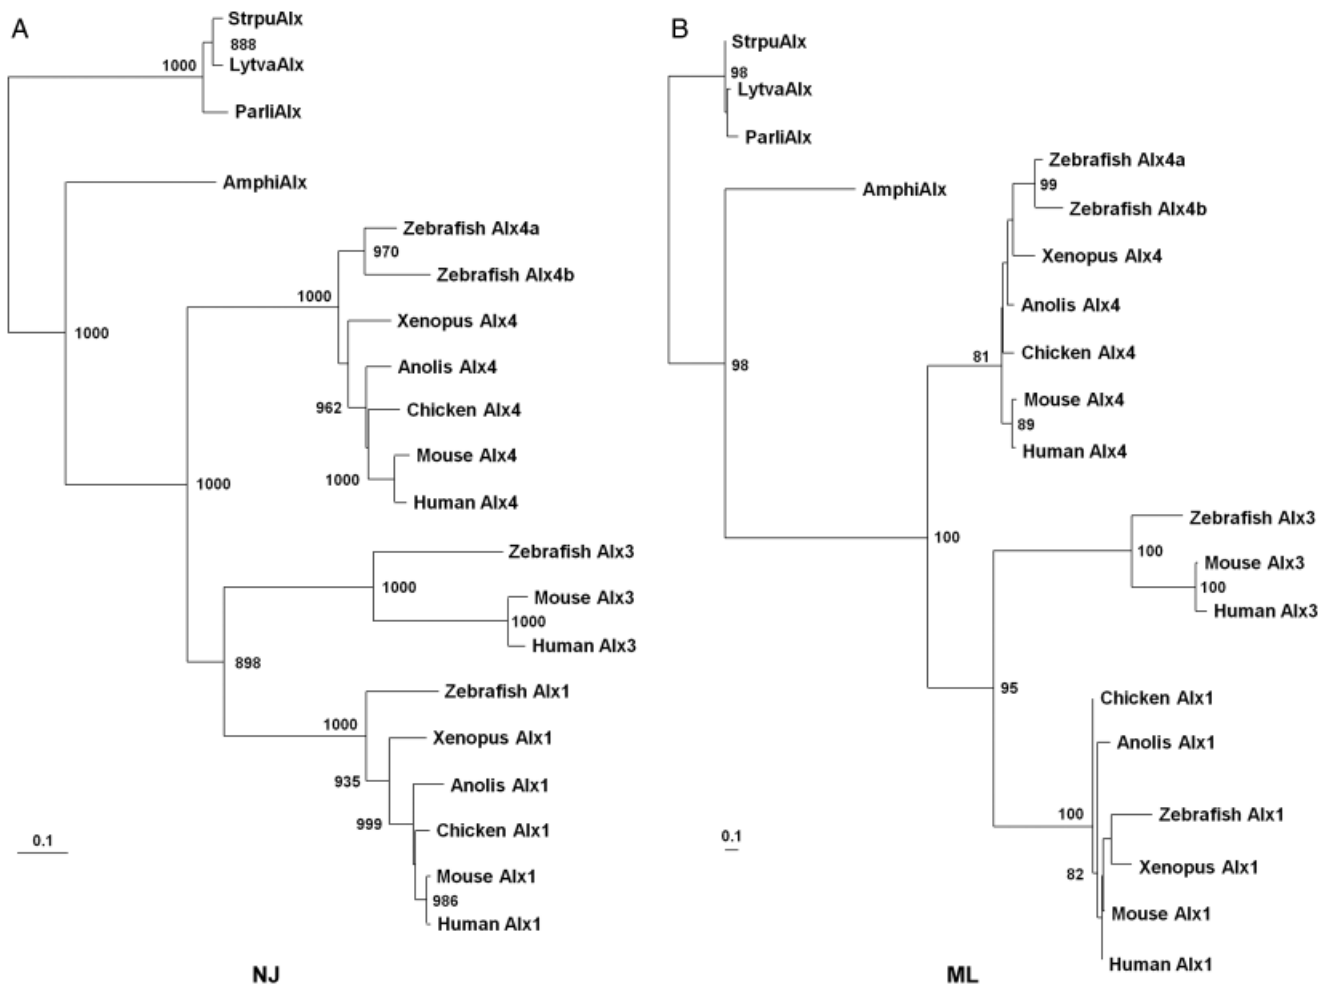 A
StrpuAlx
888
LytvaAlx
1000
ParliAlx
AmphiAlx
Zebrafish Alx4a
970
Zebrafish Alx4b
1000
Xenopus Alx4
1000
Anolis Alx4
962
Chicken Alx4
Mouse Alx4
1000
Human Alx4
1000
Zebrafish Alx3
1000
Mouse Alx3
1000
Human Alx3
898
Zebrafish Alx1
1000
Xenopus Alx1
935
Anolis Alx1
999
Chicken Alx1
0.1
Mouse Alx1
986
Human Alx1
NJ
B
StrpuAlx
98
LytvaAlx
ParliAlx
Zebrafish Alx4a
99
AmphiAlx
Zebrafish Alx4b
Xenopus Alx4
Anolis Alx4
81
Chicken Alx4
98
Mouse Alx4
89
Human Alx4
Zebrafish Alx3
100
100
Mouse Alx3
100
Human Alx3
95
Chicken Alx1
Anolis Alx1
100
Zebrafish Alx1
0.1
82
Xenopus Alx1
Mouse Alx1
Human Alx1
ML